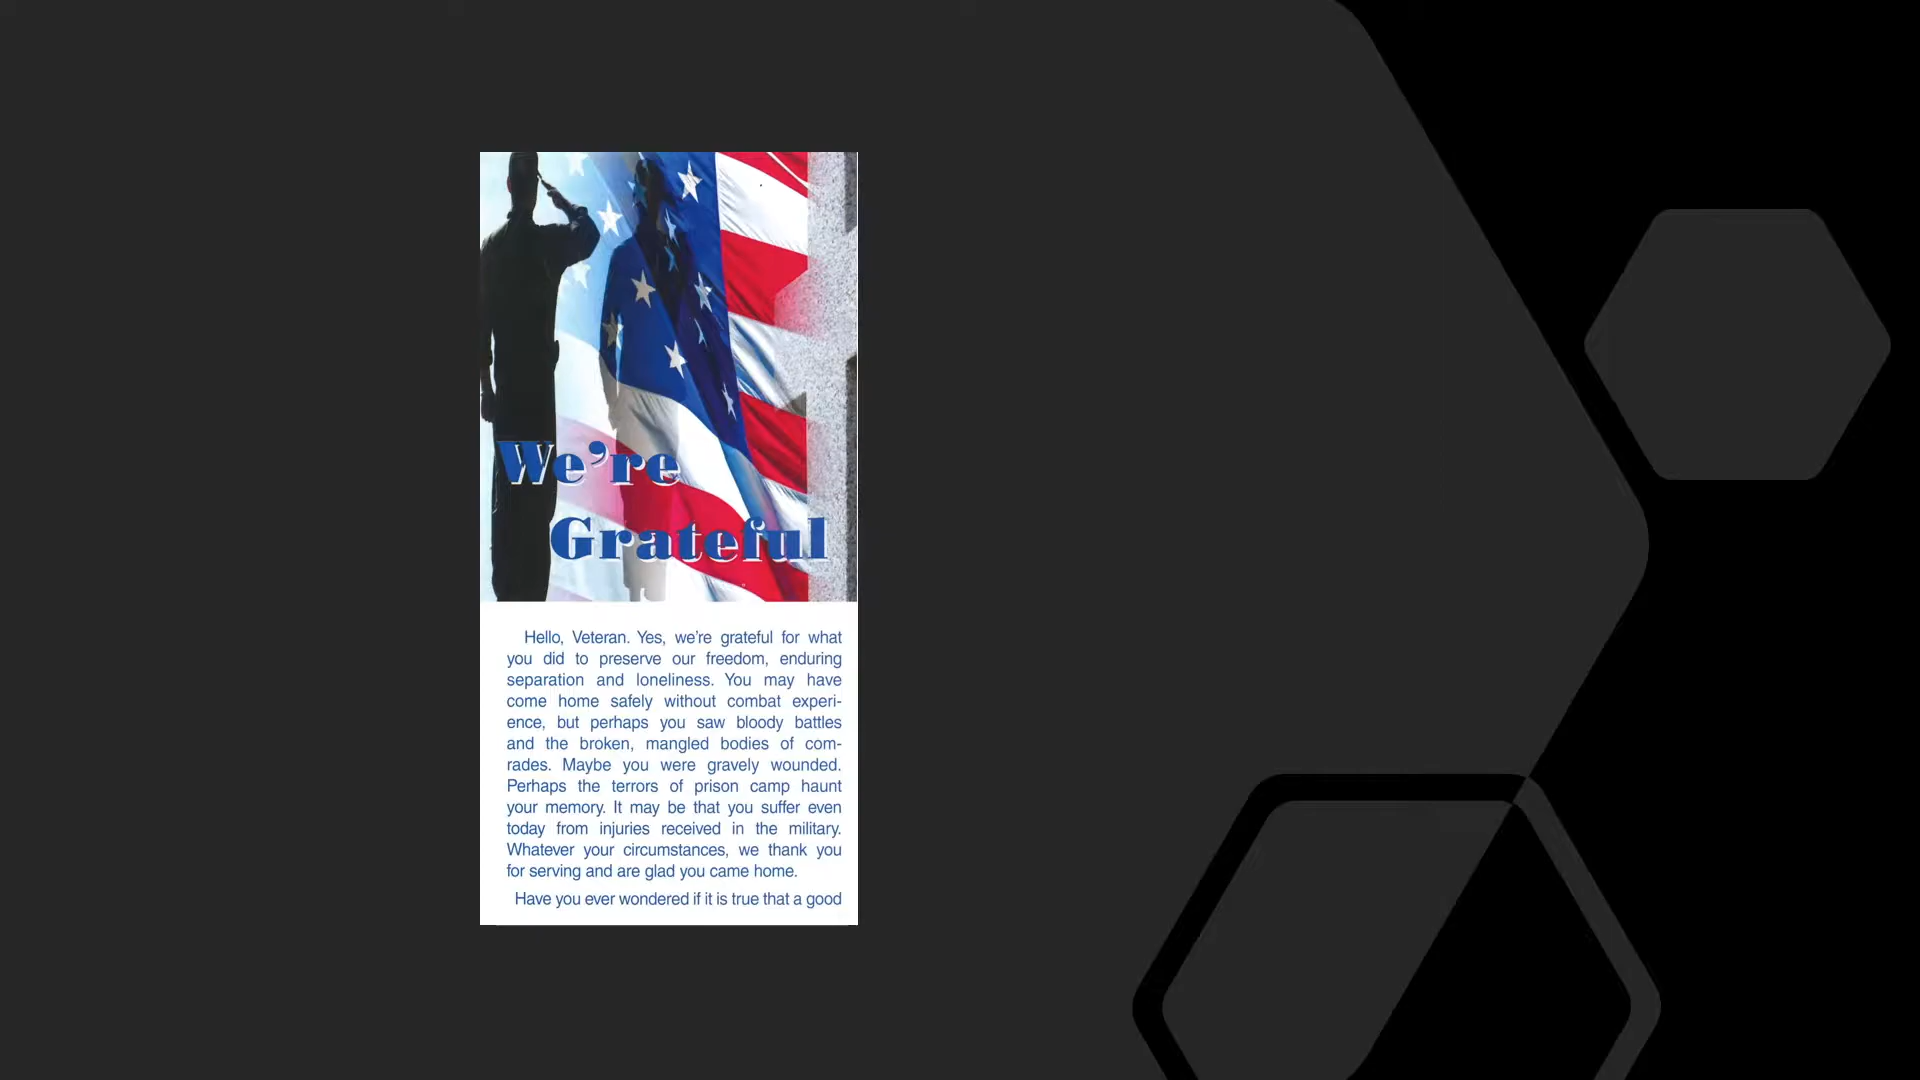 We're
Grateful
Hello, Veteran. Yes, we're grateful for what
you did to preserve our freedom, enduring
separation and loneliness. You may have
come home safely without combat experi-
ence, but perhaps you saw bloody battles
and the broken, mangled bodies of com-
rades. Maybe you were gravely wounded.
Perhaps the terrors of prison camp haunt
your memory. It may be that you suffer even
today from injuries received in the military.
Whatever your circumstances, we thank you
for serving and are glad you came home.
Have you ever wondered if it is true that a good